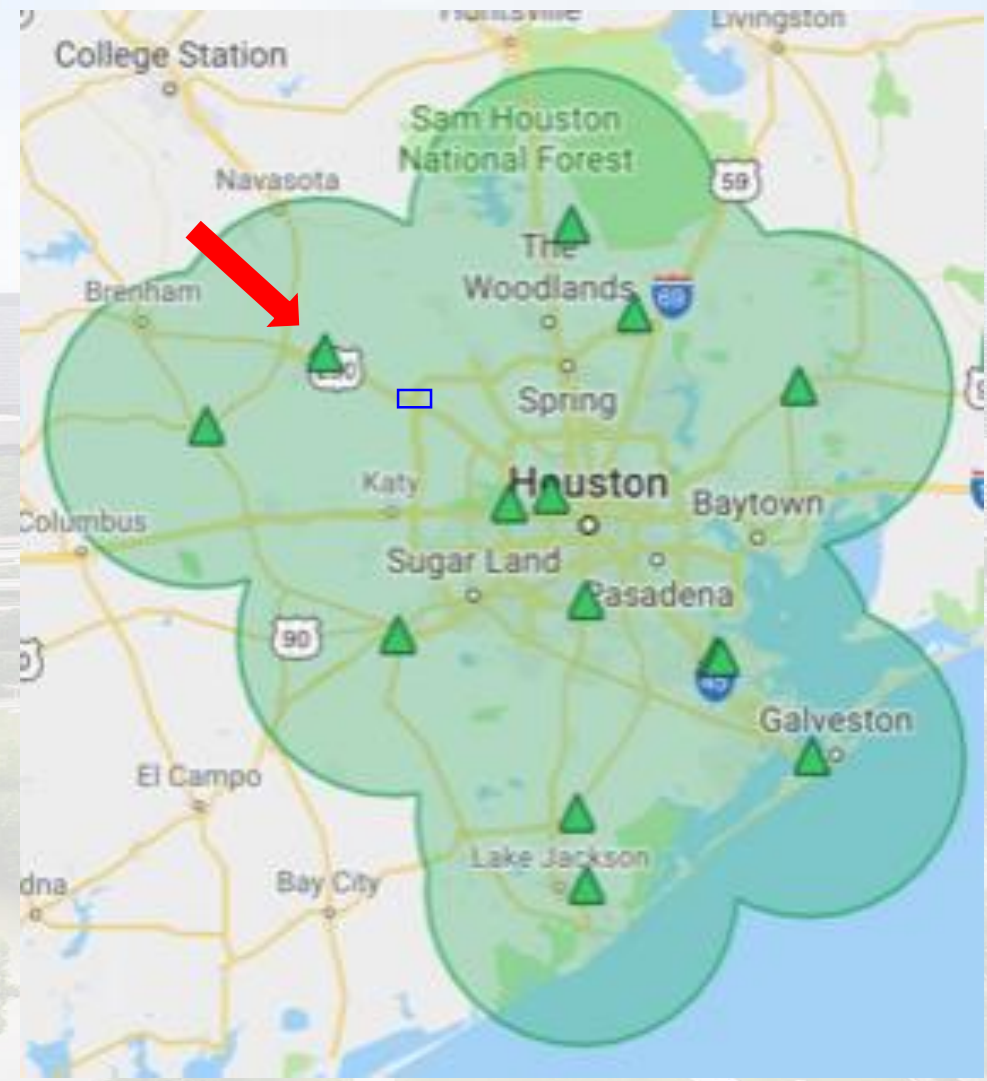 Huntsville
Livingston
College Station
Sam Houston
National Forest
59
Navasota
The
Woodlands
69
Brenham
Spring
Katy
Houston
Baytown
Columbus
Sugar Land
Pasadena
90
Galveston
El Campo
Lake Jackson
Bay City